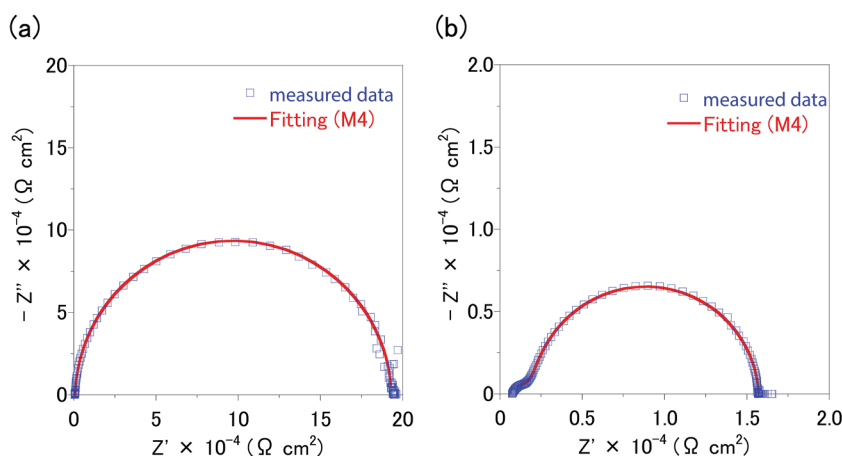 (a)
20
15
10
5
0
0 5 10 15 20
− Z'' × 10⁻⁴ (Ω cm²)
Z' × 10⁻⁴ (Ω cm²)
measured data
Fitting (M4)
(b)
2.0
1.5
1.0
0.5
0
0 0.5 1.0 1.5 2.0
− Z'' × 10⁻⁴ (Ω cm²)
Z' × 10⁻⁴ (Ω cm²)
measured data
Fitting (M4)